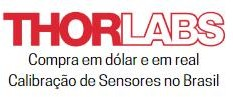 THORLABS
Compra em dólar e em real
Calibração de Sensores no Brasil